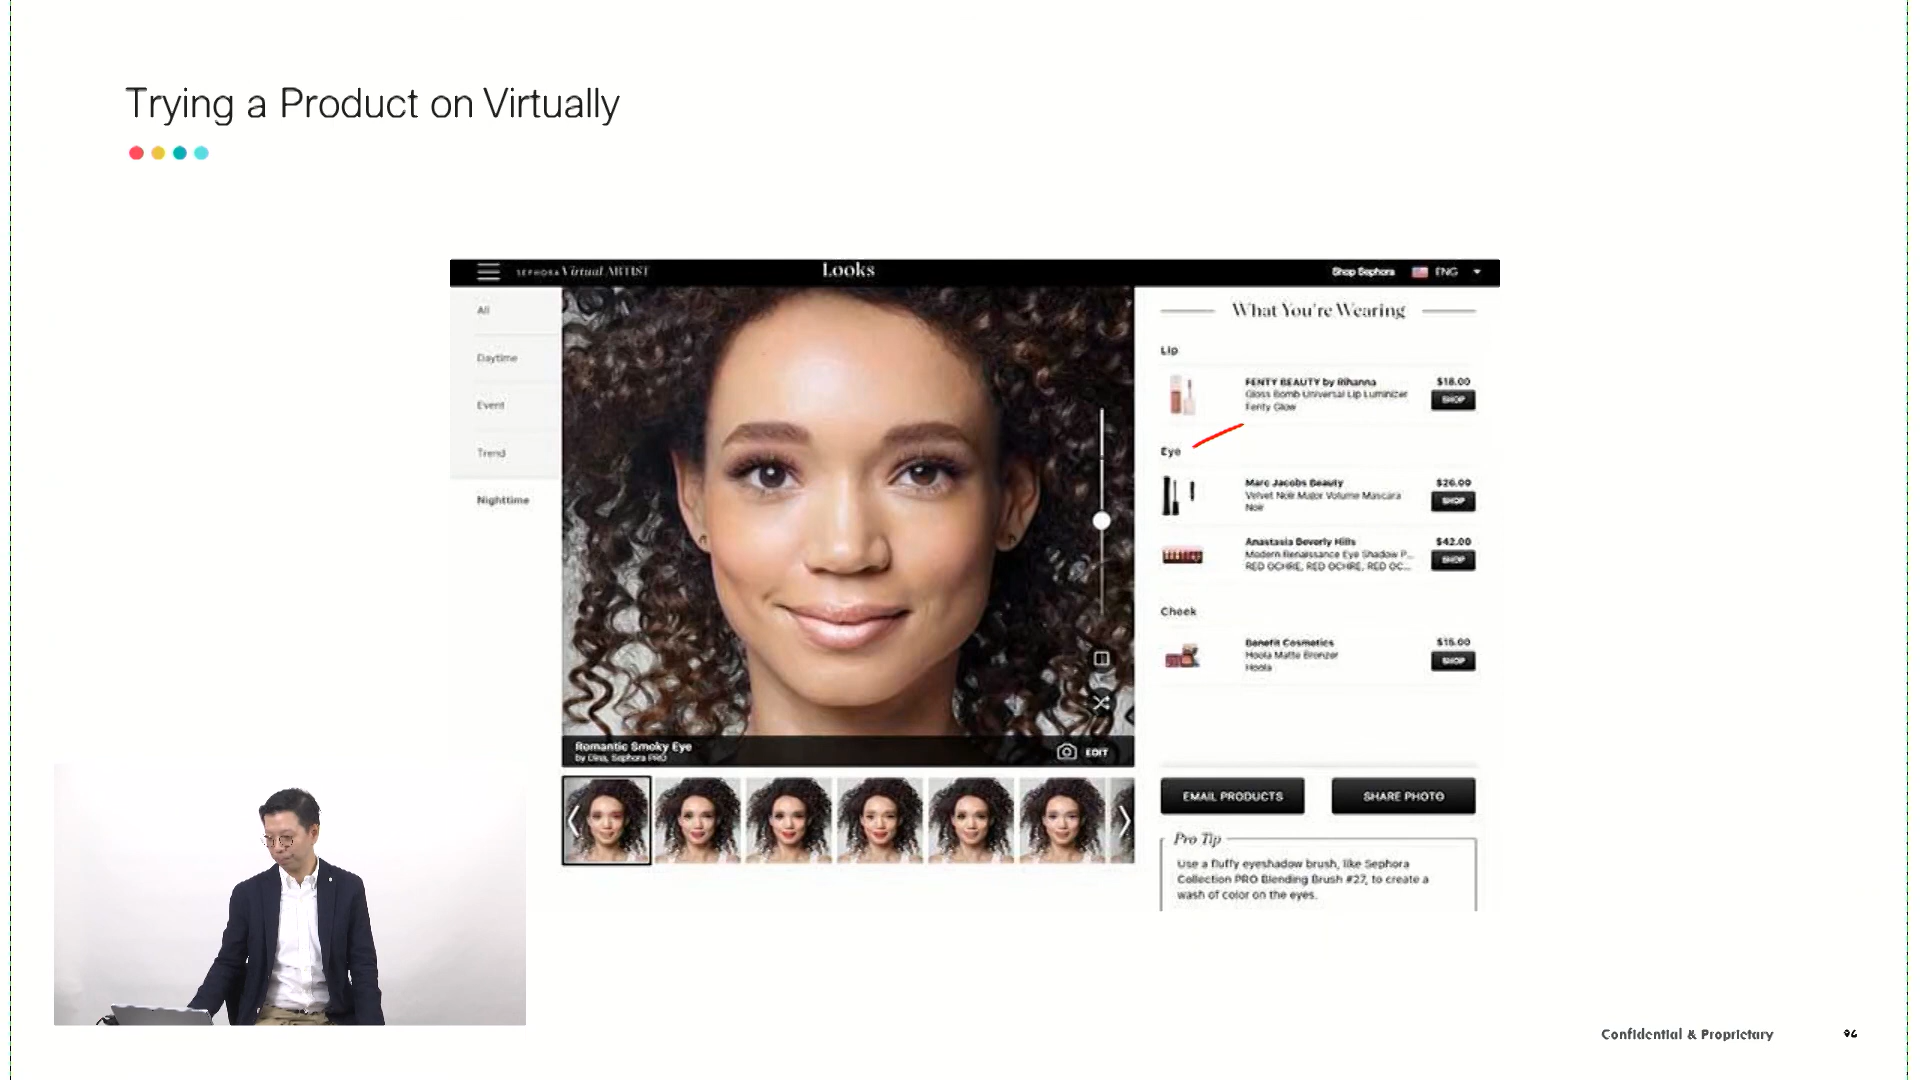 Trying a Product on Virtually
SEPHORA Virtual ARTIST
Looks
Shop Sephora
ENG
All
Daytime
Event
Trend
Nighttime
What You're Wearing
Lip
FENTY BEAUTY by Rihanna
$18.00
Gloss Bomb Universal Lip Luminizer
SHOP
Fenty Glow
Eye
Marc Jacobs Beauty
$26.00
Velvet Noir Major Volume Mascara
SHOP
Noir
Anastasia Beverly Hills
$42.00
Modern Renaissance Eye Shadow P...
SHOP
RED OCHRE, RED OCHRE, RED OC...
Cheek
Benefit Cosmetics
Hoola Matte Bronzer
SHOP
Hoola
Romantic Smoky Eye
by Dina, Sephora PRO
EDIT
EMAIL PRODUCTS
SHARE PHOTO
Pro Tip
Use a fluffy eyeshadow brush, like Sephora
Collection PRO Blending Brush #27, to create a
wash of color on the eyes.
Confidential & Proprietary